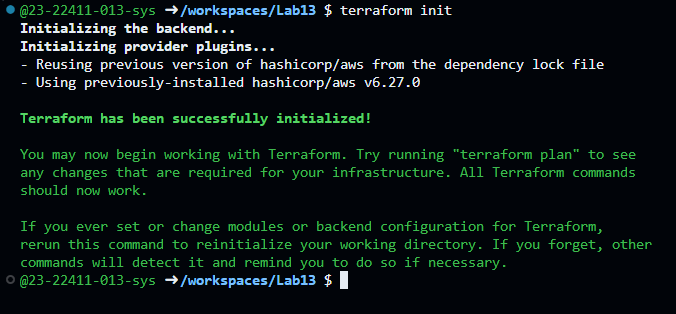 @23-22411-013-sys ➜/workspaces/Lab13 $ terraform init
Initializing the backend...
Initializing provider plugins...
- Reusing previous version of hashicorp/aws from the dependency lock file
- Using previously-installed hashicorp/aws v6.27.0
Terraform has been successfully initialized!
You may now begin working with Terraform. Try running "terraform plan" to see
any changes that are required for your infrastructure. All Terraform commands
should now work.
If you ever set or change modules or backend configuration for Terraform,
rerun this command to reinitialize your working directory. If you forget, other
commands will detect it and remind you to do so if necessary.
@23-22411-013-sys ➜/workspaces/Lab13 $